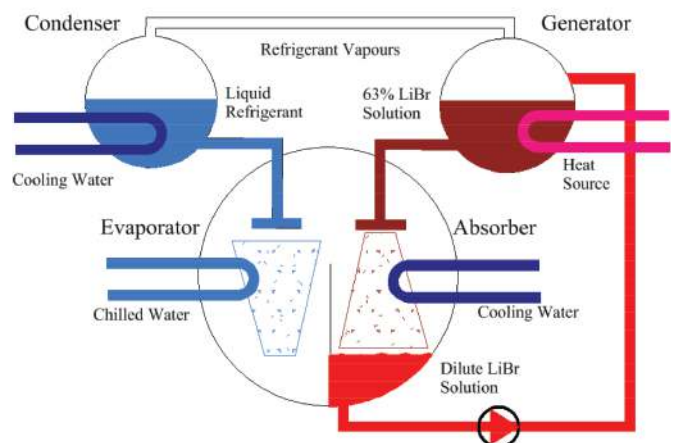 Condenser
Generator
Refrigerant Vapours
Liquid
Refrigerant
63% LiBr
Solution
Cooling Water
Heat
Source
Evaporator
Absorber
Chilled Water
Cooling Water
Dilute LiBr
Solution